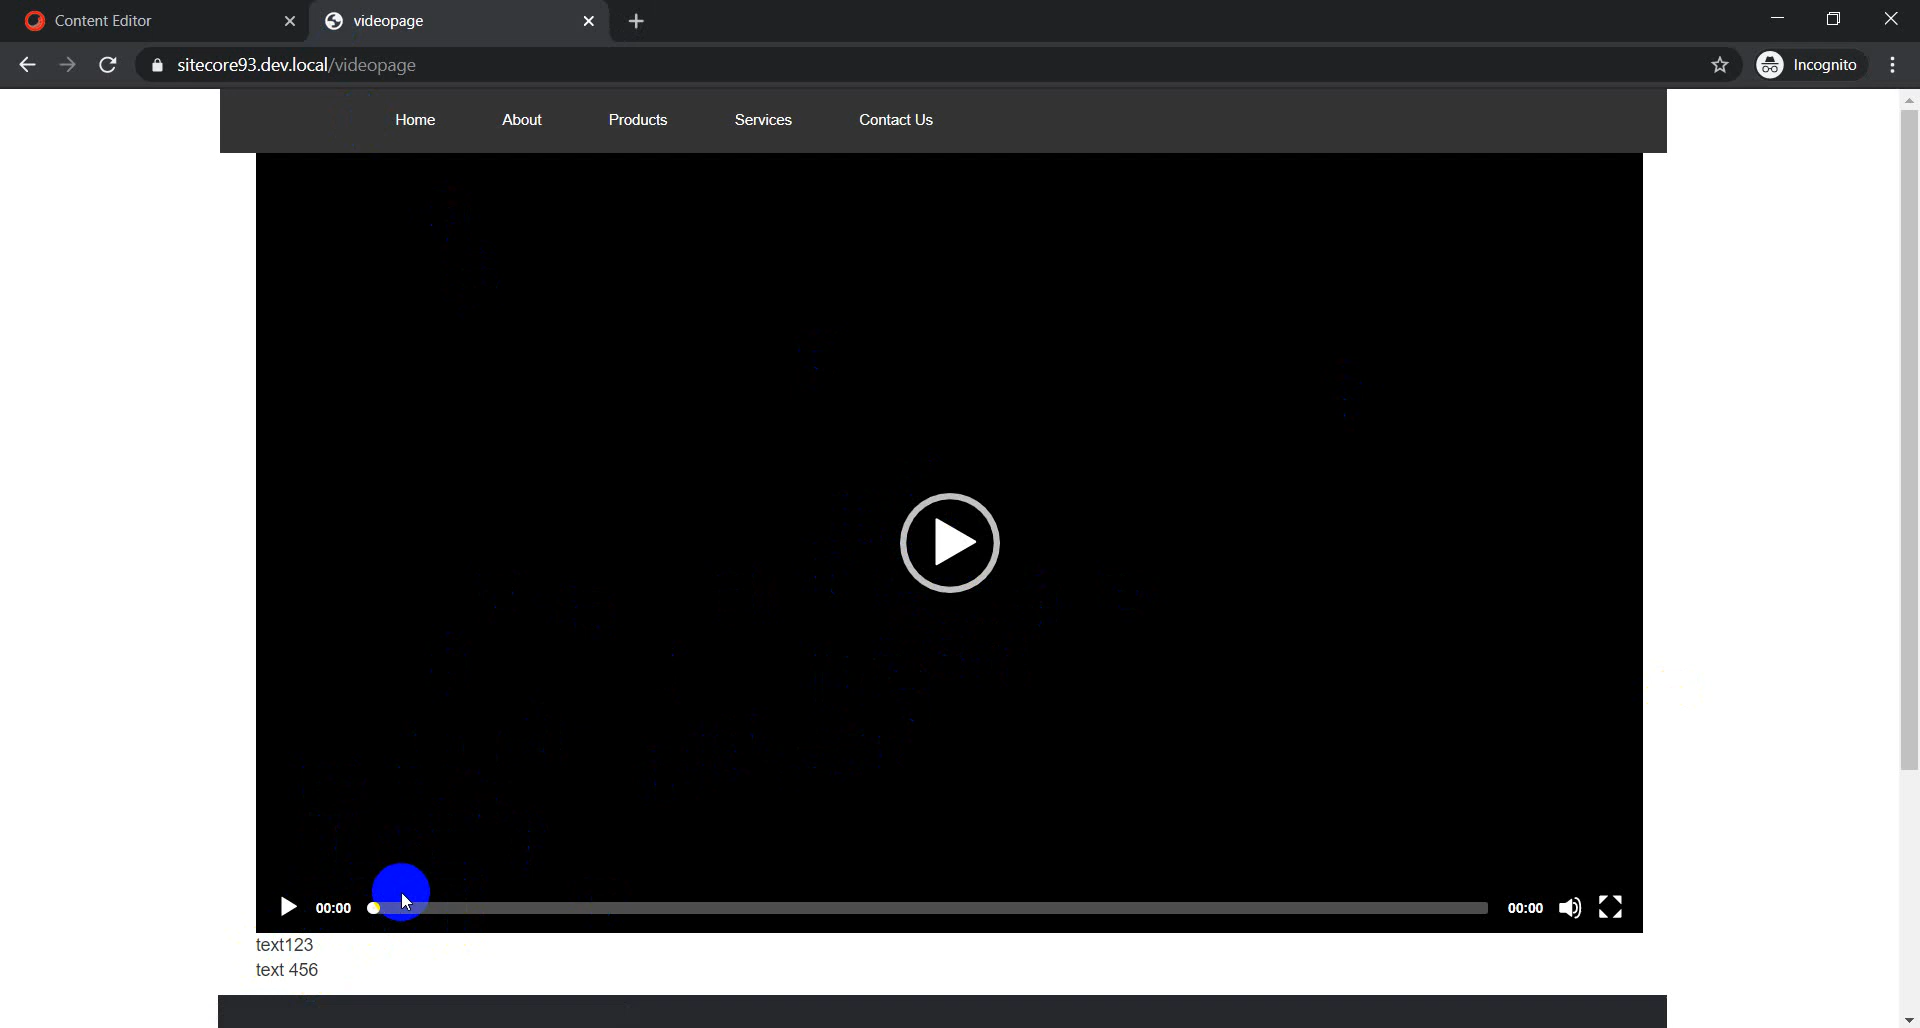 Content Editor
videopage
sitecore93.dev.local/videopage
Incognito
Home About Products Services Contact Us
00:00 00:00
text123
text 456